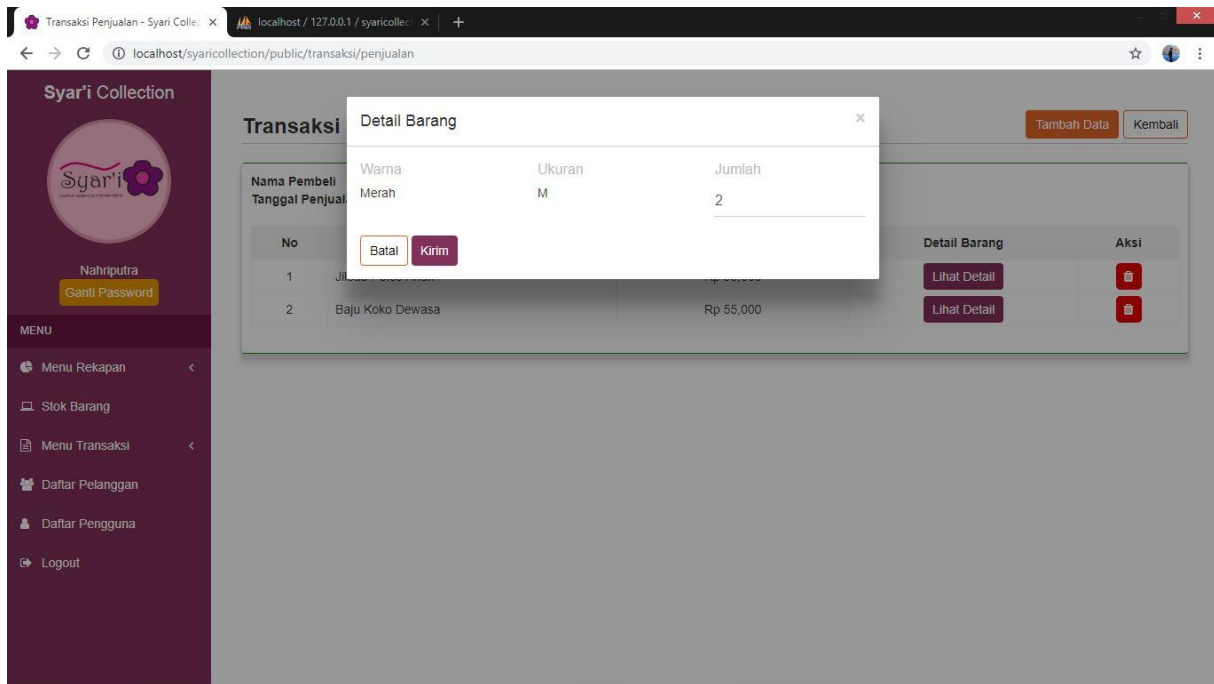 Transaksi Penjualan - Syari Collec
localhost / 127.0.0.1 / syaricollect
localhost/syaricollection/public/transaksi/penjualan
Syar'i Collection
Syar'i
Nahriputra
Ganti Password
MENU
Menu Rekapan
Stok Barang
Menu Transaksi
Daftar Pelanggan
Daftar Pengguna
Logout
Transaksi
Tambah Data Kembali
Detail Barang ×
Warna Ukuran Jumlah
Merah M 2
Batal Kirim
Nama Pembeli
Tanggal Penjual
No Detail Barang Aksi
1 Lihat Detail
2 Baju Koko Dewasa Rp 55,000 Lihat Detail